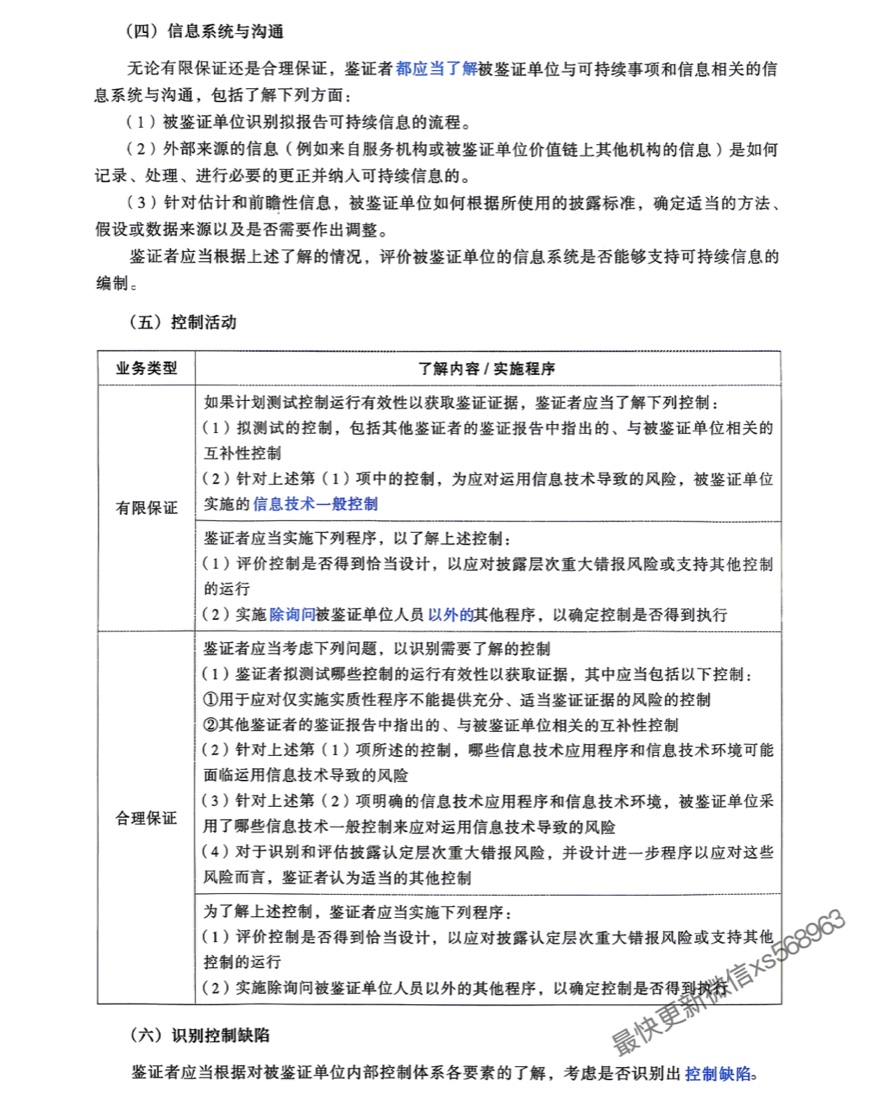 （四）信息系统与沟通
无论有限保证还是合理保证，鉴证者都应当了解被鉴证单位与可持续事项和信息相关的信
息系统与沟通，包括了解下列方面：
（1）被鉴证单位识别拟报告可持续信息的流程。
（2）外部来源的信息（例如来自服务机构或被鉴证单位价值链上其他机构的信息）是如何
记录、处理、进行必要的更正并纳入可持续信息的。
（3）针对估计和前瞻性信息，被鉴证单位如何根据所使用的披露标准，确定适当的方法、
假设或数据来源以及是否需要作出调整。
鉴证者应当根据上述了解的情况，评价被鉴证单位的信息系统是否能够支持可持续信息的
编制。
（五）控制活动
业务类型 了解内容/实施程序
有限保证
如果计划测试控制运行有效性以获取鉴证证据，鉴证者应当了解下列控制：
（1）拟测试的控制，包括其他鉴证者的鉴证报告中指出的、与被鉴证单位相关的
互补性控制
（2）针对上述第（1）项中的控制，为应对运用信息技术导致的风险，被鉴证单位
实施的信息技术一般控制
鉴证者应当实施下列程序，以了解上述控制：
（1）评价控制是否得到恰当设计，以应对披露层次重大错报风险或支持其他控制
的运行
（2）实施除询问被鉴证单位人员以外的其他程序，以确定控制是否得到执行
合理保证
鉴证者应当考虑下列问题，以识别需要了解的控制
（1）鉴证者拟测试哪些控制的运行有效性以获取证据，其中应当包括以下控制：
①用于应对仅实施实质性程序不能提供充分、适当鉴证证据的风险的控制
②其他鉴证者的鉴证报告中指出的、与被鉴证单位相关的互补性控制
（2）针对上述第（1）项所述的控制，哪些信息技术应用程序和信息技术环境可能
面临运用信息技术导致的风险
（3）针对上述第（2）项明确的信息技术应用程序和信息技术环境，被鉴证单位采
用了哪些信息技术一般控制来应对运用信息技术导致的风险
（4）对于识别和评估披露认定层次重大错报风险，并设计进一步程序以应对这些
风险而言，鉴证者认为适当的其他控制
为了解上述控制，鉴证者应当实施下列程序：
（1）评价控制是否得到恰当设计，以应对披露认定层次重大错报风险或支持其他
控制的运行
（2）实施除询问被鉴证单位人员以外的其他程序，以确定控制是否得到执行
最快更新微信xs568963
（六）识别控制缺陷
鉴证者应当根据对被鉴证单位内部控制体系各要素的了解，考虑是否识别出控制缺陷。